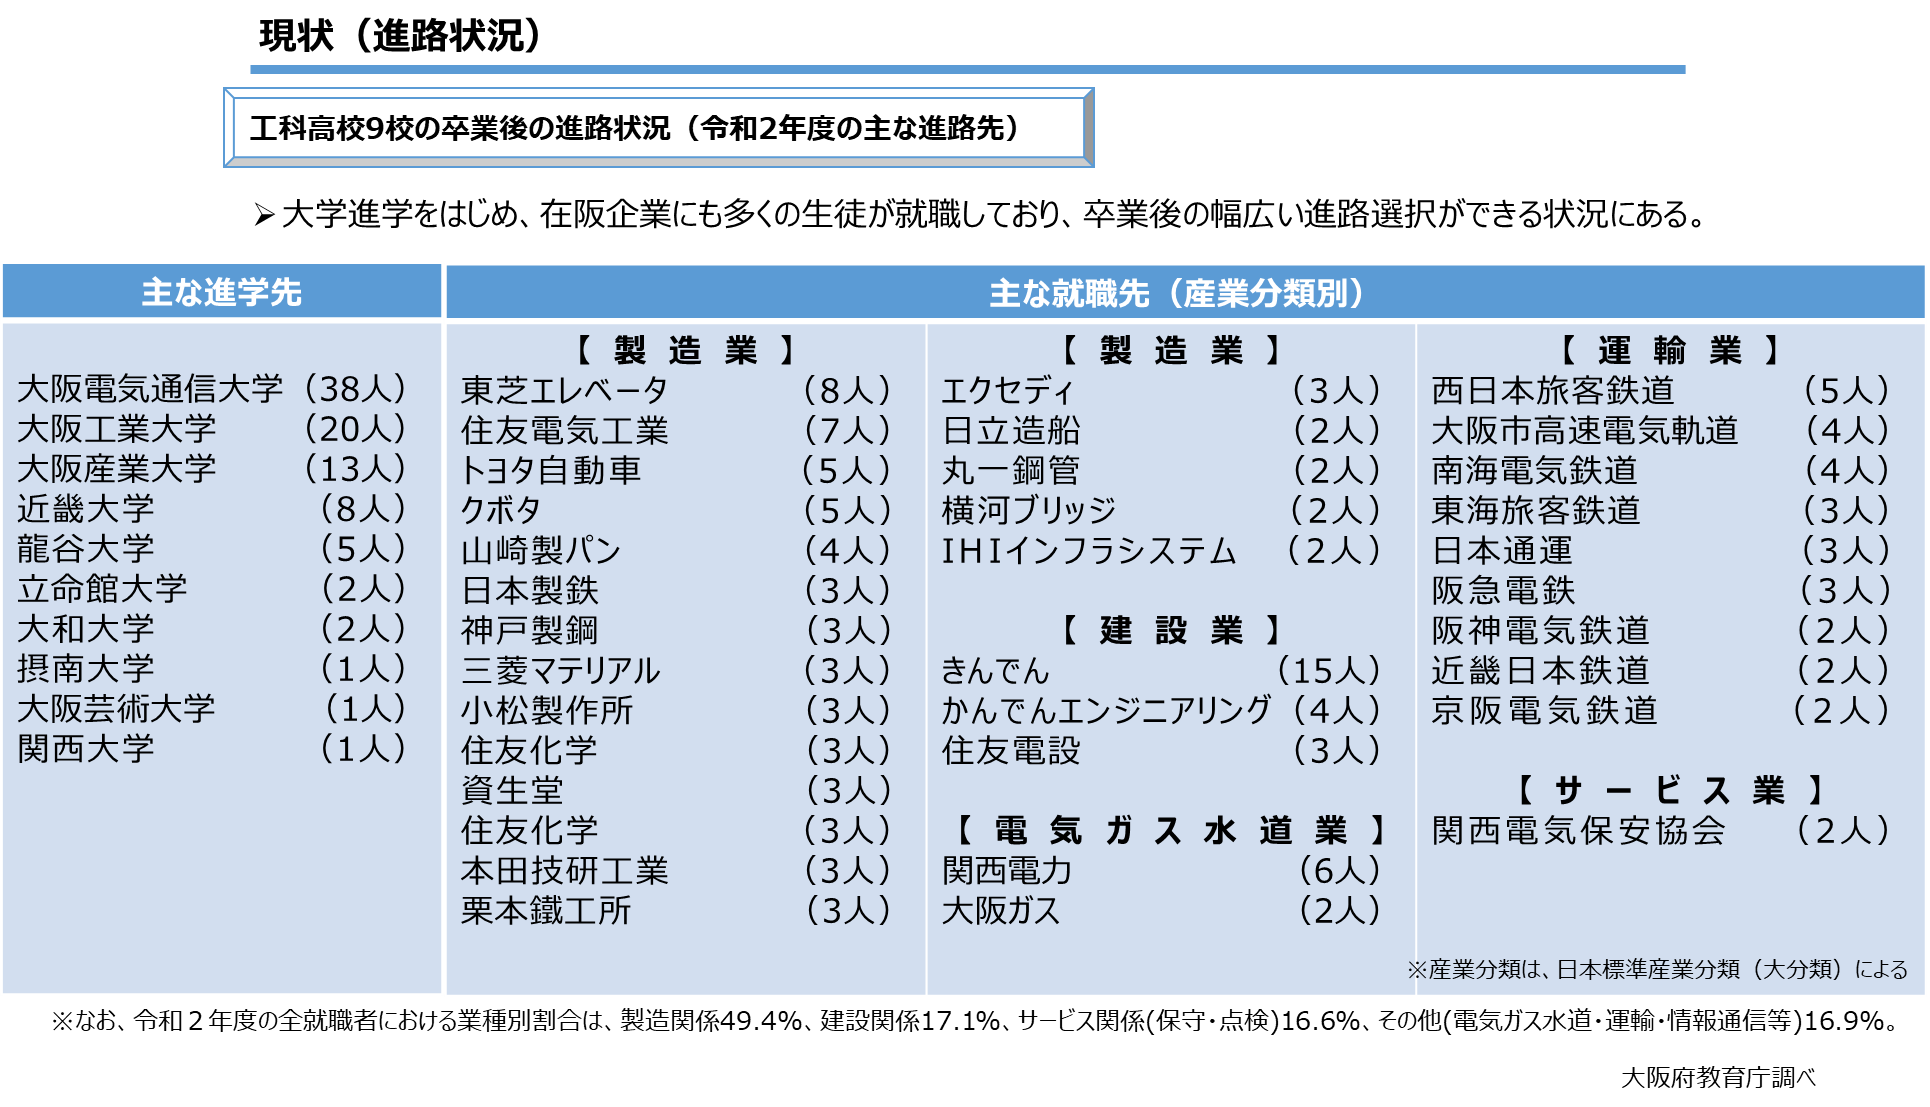 現状（進路状況）
工科高校9校の卒業後の進路状況（令和2年度の主な進路先）
➢大学進学をはじめ、在阪企業にも多くの生徒が就職しており、卒業後の幅広い進路選択ができる状況にある。
主な進学先
大阪電気通信大学（38人）
大阪工業大学（20人）
大阪産業大学（13人）
近畿大学（8人）
龍谷大学（5人）
立命館大学（2人）
大和大学（2人）
摂南大学（1人）
大阪芸術大学（1人）
関西大学（1人）
主な就職先（産業分類別）
【製造業】
東芝エレベータ（8人）
住友電気工業（7人）
トヨタ自動車（5人）
クボタ（5人）
山崎製パン（4人）
日本製鉄（3人）
神戸製鋼（3人）
三菱マテリアル（3人）
小松製作所（3人）
住友化学（3人）
資生堂（3人）
住友化学（3人）
本田技研工業（3人）
栗本鐵工所（3人）
【製造業】
エクセディ（3人）
日立造船（2人）
丸一鋼管（2人）
横河ブリッジ（2人）
IHIインフラシステム（2人）
【建設業】
きんでん（15人）
かんでんエンジニアリング（4人）
住友電設（3人）
【電気ガス水道業】
関西電力（6人）
大阪ガス（2人）
【運輸業】
西日本旅客鉄道（5人）
大阪市高速電気軌道（4人）
南海電気鉄道（4人）
東海旅客鉄道（3人）
日本通運（3人）
阪急電鉄（3人）
阪神電気鉄道（2人）
近畿日本鉄道（2人）
京阪電気鉄道（2人）
【サービス業】
関西電気保安協会（2人）
※産業分類は、日本標準産業分類（大分類）による
※なお、令和２年度の全就職者における業種別割合は、製造関係49.4%、建設関係17.1%、サービス関係(保守・点検)16.6%、その他(電気ガス水道・運輸・情報通信等)16.9%。
大阪府教育庁調べ